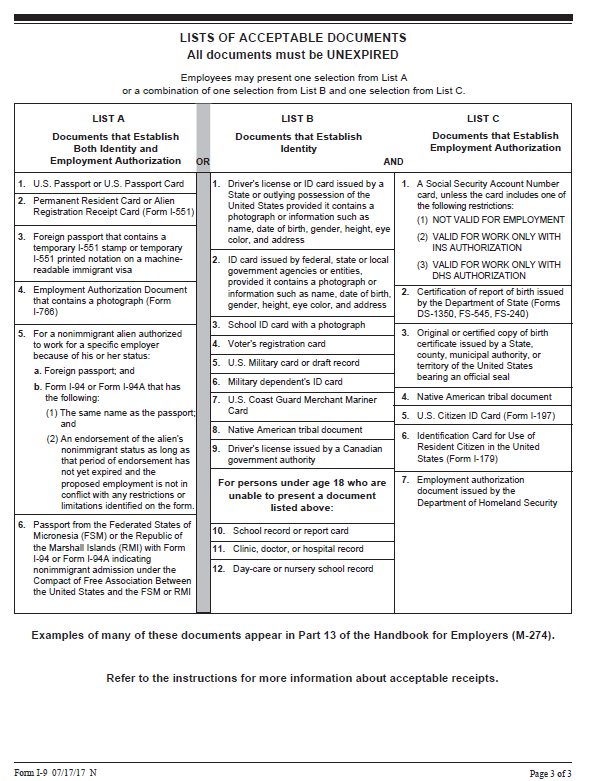 LISTS OF ACCEPTABLE DOCUMENTS
All documents must be UNEXPIRED
Employees may present one selection from List A
or a combination of one selection from List B and one selection from List C.
LIST A
Documents that Establish
Both Identity and
Employment Authorization
OR
LIST B
Documents that Establish
Identity
AND
LIST C
Documents that Establish
Employment Authorization
1. U.S. Passport or U.S. Passport Card
2. Permanent Resident Card or Alien
Registration Receipt Card (Form I-551)
3. Foreign passport that contains a
temporary I-551 stamp or temporary
I-551 printed notation on a machine-
readable immigrant visa
4. Employment Authorization Document
that contains a photograph (Form
I-766)
5. For a nonimmigrant alien authorized
to work for a specific employer
because of his or her status:
a. Foreign passport; and
b. Form I-94 or Form I-94A that has
the following:
(1) The same name as the passport;
and
(2) An endorsement of the alien's
nonimmigrant status as long as
that period of endorsement has
not yet expired and the
proposed employment is not in
conflict with any restrictions or
limitations identified on the form.
6. Passport from the Federated States of
Micronesia (FSM) or the Republic of
the Marshall Islands (RMI) with Form
I-94 or Form I-94A indicating
nonimmigrant admission under the
Compact of Free Association Between
the United States and the FSM or RMI
1. Driver's license or ID card issued by a
State or outlying possession of the
United States provided it contains a
photograph or information such as
name, date of birth, gender, height, eye
color, and address
2. ID card issued by federal, state or local
government agencies or entities,
provided it contains a photograph or
information such as name, date of birth,
gender, height, eye color, and address
3. School ID card with a photograph
4. Voter's registration card
5. U.S. Military card or draft record
6. Military dependent's ID card
7. U.S. Coast Guard Merchant Mariner
Card
8. Native American tribal document
9. Driver's license issued by a Canadian
government authority
For persons under age 18 who are
unable to present a document
listed above:
10. School record or report card
11. Clinic, doctor, or hospital record
12. Day-care or nursery school record
1. A Social Security Account Number
card, unless the card includes one of
the following restrictions:
(1) NOT VALID FOR EMPLOYMENT
(2) VALID FOR WORK ONLY WITH
INS AUTHORIZATION
(3) VALID FOR WORK ONLY WITH
DHS AUTHORIZATION
2. Certification of report of birth issued
by the Department of State (Forms
DS-1350, FS-545, FS-240)
3. Original or certified copy of birth
certificate issued by a State,
county, municipal authority, or
territory of the United States
bearing an official seal
4. Native American tribal document
5. U.S. Citizen ID Card (Form I-197)
6. Identification Card for Use of
Resident Citizen in the United
States (Form I-179)
7. Employment authorization
document issued by the
Department of Homeland Security
Examples of many of these documents appear in Part 13 of the Handbook for Employers (M-274).
Refer to the instructions for more information about acceptable receipts.
Form I-9 07/17/17 N
Page 3 of 3